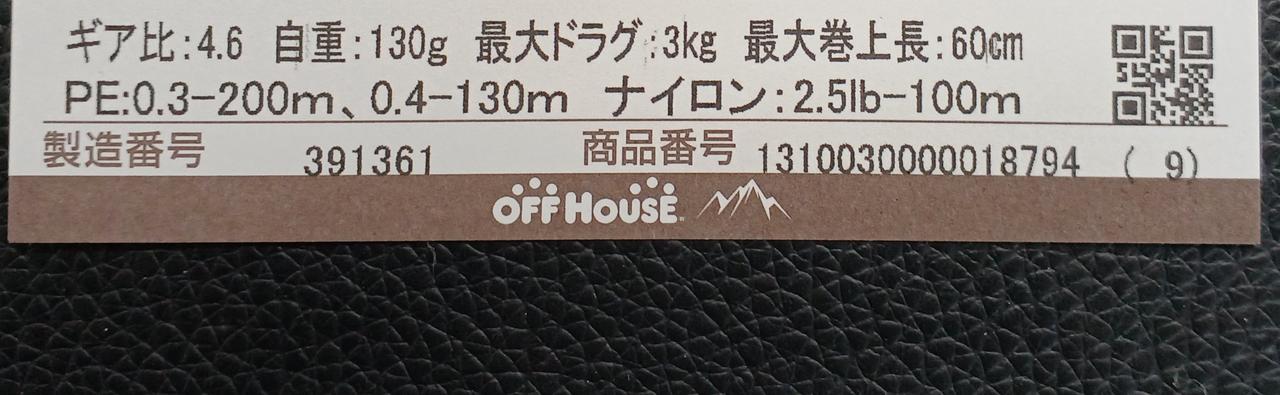 ギア比:4.6 自重:130g 最大ドラグ:3kg 最大巻上長:60cm
PE:0.3-200m、0.4-130m ナイロン:2.5lb-100m
製造番号 391361 商品番号 1310030000018794 ( 9)
OFF HOUSE